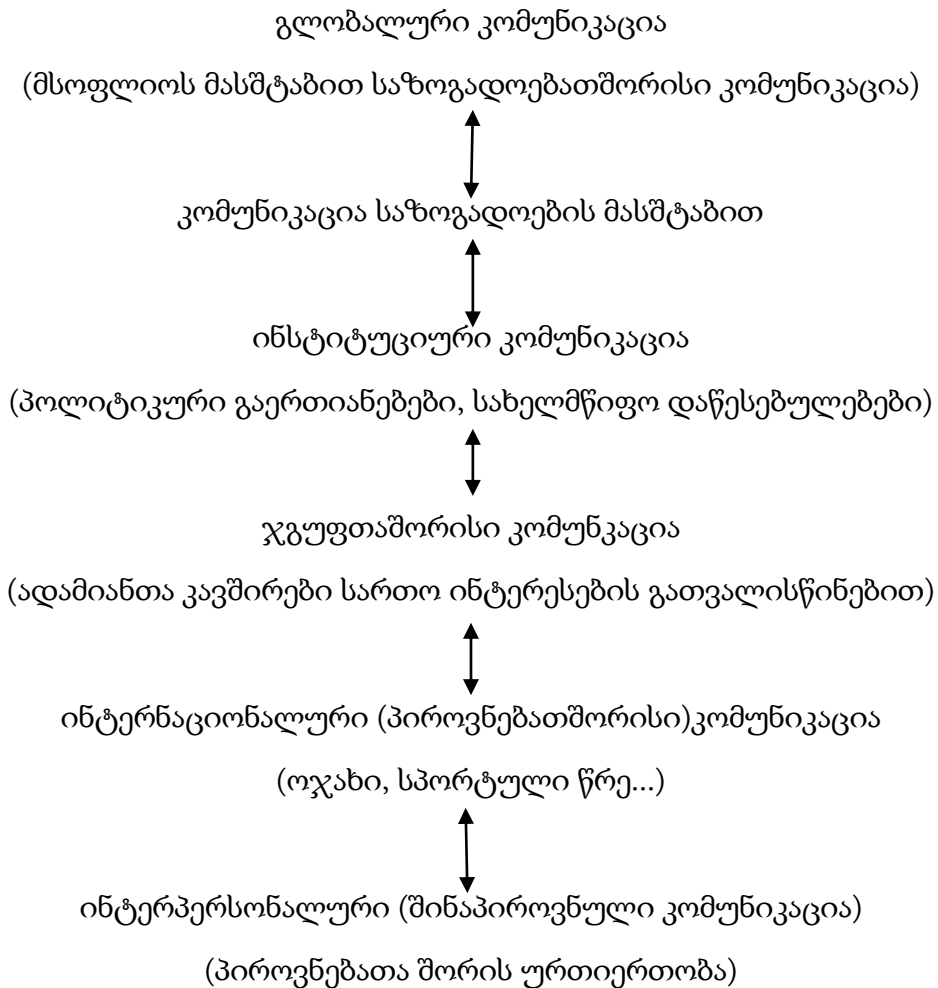 გლობალური კომუნიკაცია
(მსოფლიოს მასშტაბით საზოგადოებათშორისი კომუნიკაცია)
კომუნიკაცია საზოგადოების მასშტაბით
ინსტიტუციური კომუნიკაცია
(პოლიტიკური გაერთიანებები, სახელმწიფო დაწესებულებები)
ჯგუფთაშორისი კომუნკაცია
(ადამიანთა კავშირები სართო ინტერესების გათვალისწინებით)
ინტერნაციონალური (პიროვნებათშორისი)კომუნიკაცია
(ოჯახი, სპორტული წრე...)
ინტერპერსონალური (შინაპიროვნული კომუნიკაცია)
(პიროვნებათა შორის ურთიერთობა)